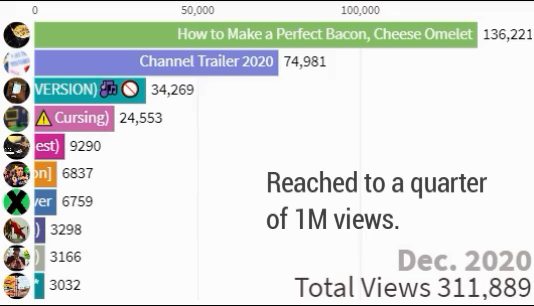 0 50,000 100,000
How to Make a Perfect Bacon, Cheese Omelet 136,221
Channel Trailer 2020 74,981
VERSION) 34,269
Cursing) 24,553
est) 9290
on] 6837
ver 6759
) 3298
) 3166
* 3032
Reached to a quarter
of 1M views.
Dec. 2020
Total Views 311,889